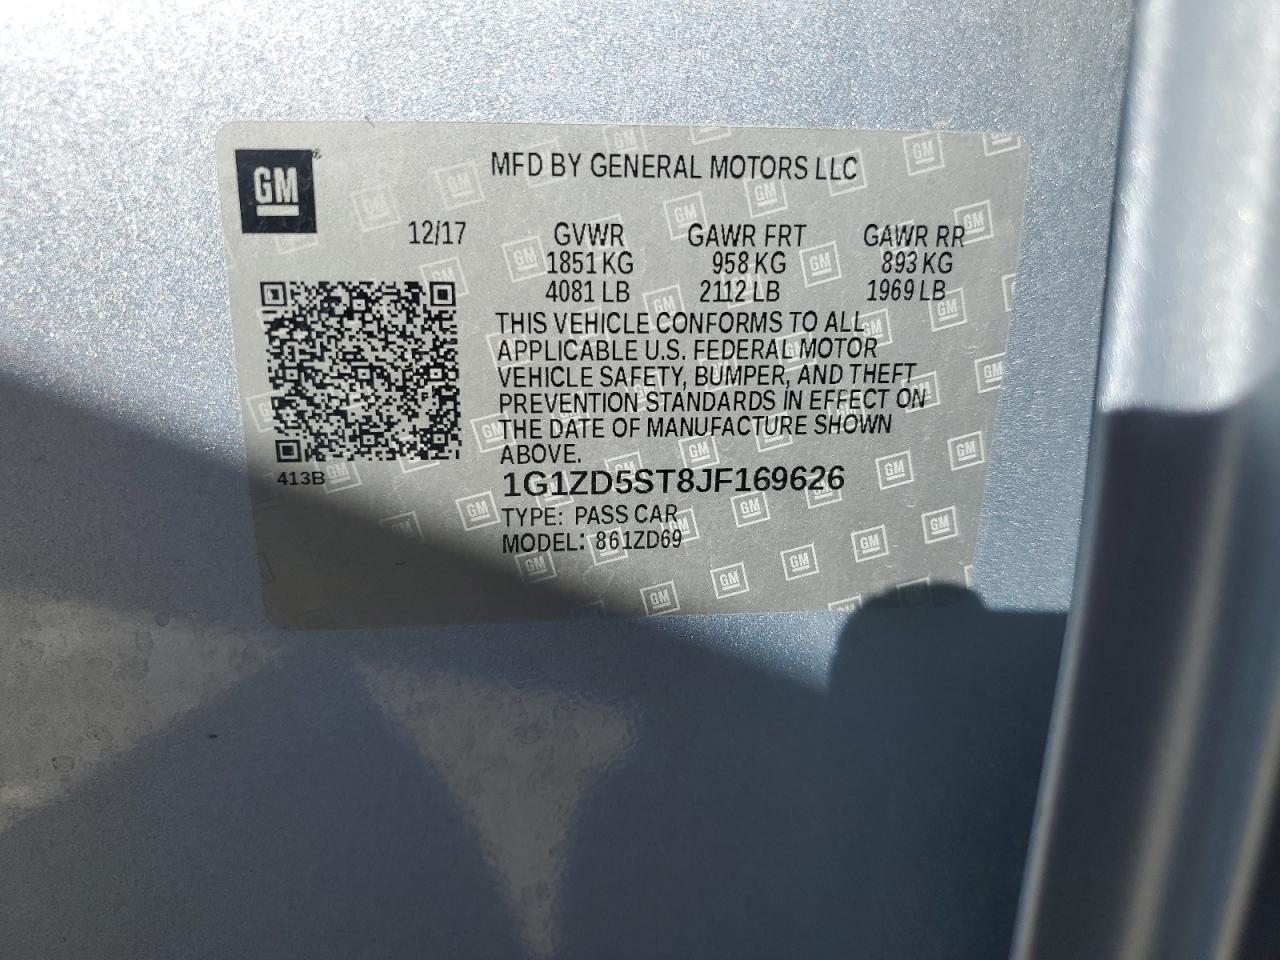 GM
MFD BY GENERAL MOTORS LLC
12/17 GVWR GAWR FRT GAWR RR
1851 KG 958 KG 893 KG
4081 LB 2112 LB 1969 LB
THIS VEHICLE CONFORMS TO ALL
APPLICABLE U.S. FEDERAL MOTOR
VEHICLE SAFETY, BUMPER, AND THEFT
PREVENTION STANDARDS IN EFFECT ON
THE DATE OF MANUFACTURE SHOWN
ABOVE.
413B
1G1ZD5ST8JF169626
TYPE: PASS CAR
MODEL: 861ZD69